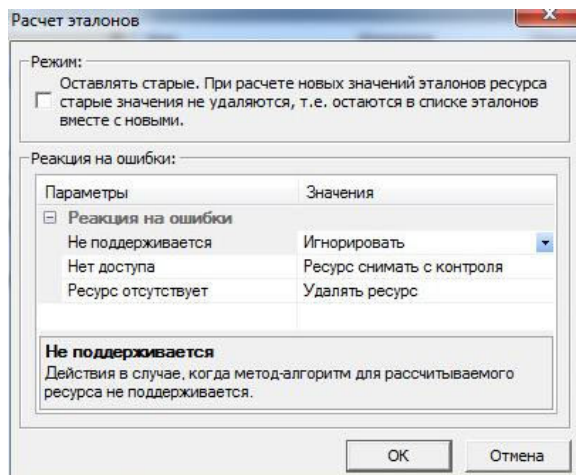 Расчет эталонов
Режим:
Оставлять старые. При расчете новых значений эталонов ресурса
старые значения не удаляются, т.е. остаются в списке эталонов
вместе с новыми.
Реакция на ошибки:
Параметры Значения
Реакция на ошибки
Не поддерживается Игнорировать
Нет доступа Ресурс снимать с контроля
Ресурс отсутствует Удалять ресурс
Не поддерживается
Действия в случае, когда метод-алгоритм для рассчитываемого
ресурса не поддерживается.
OK Отмена